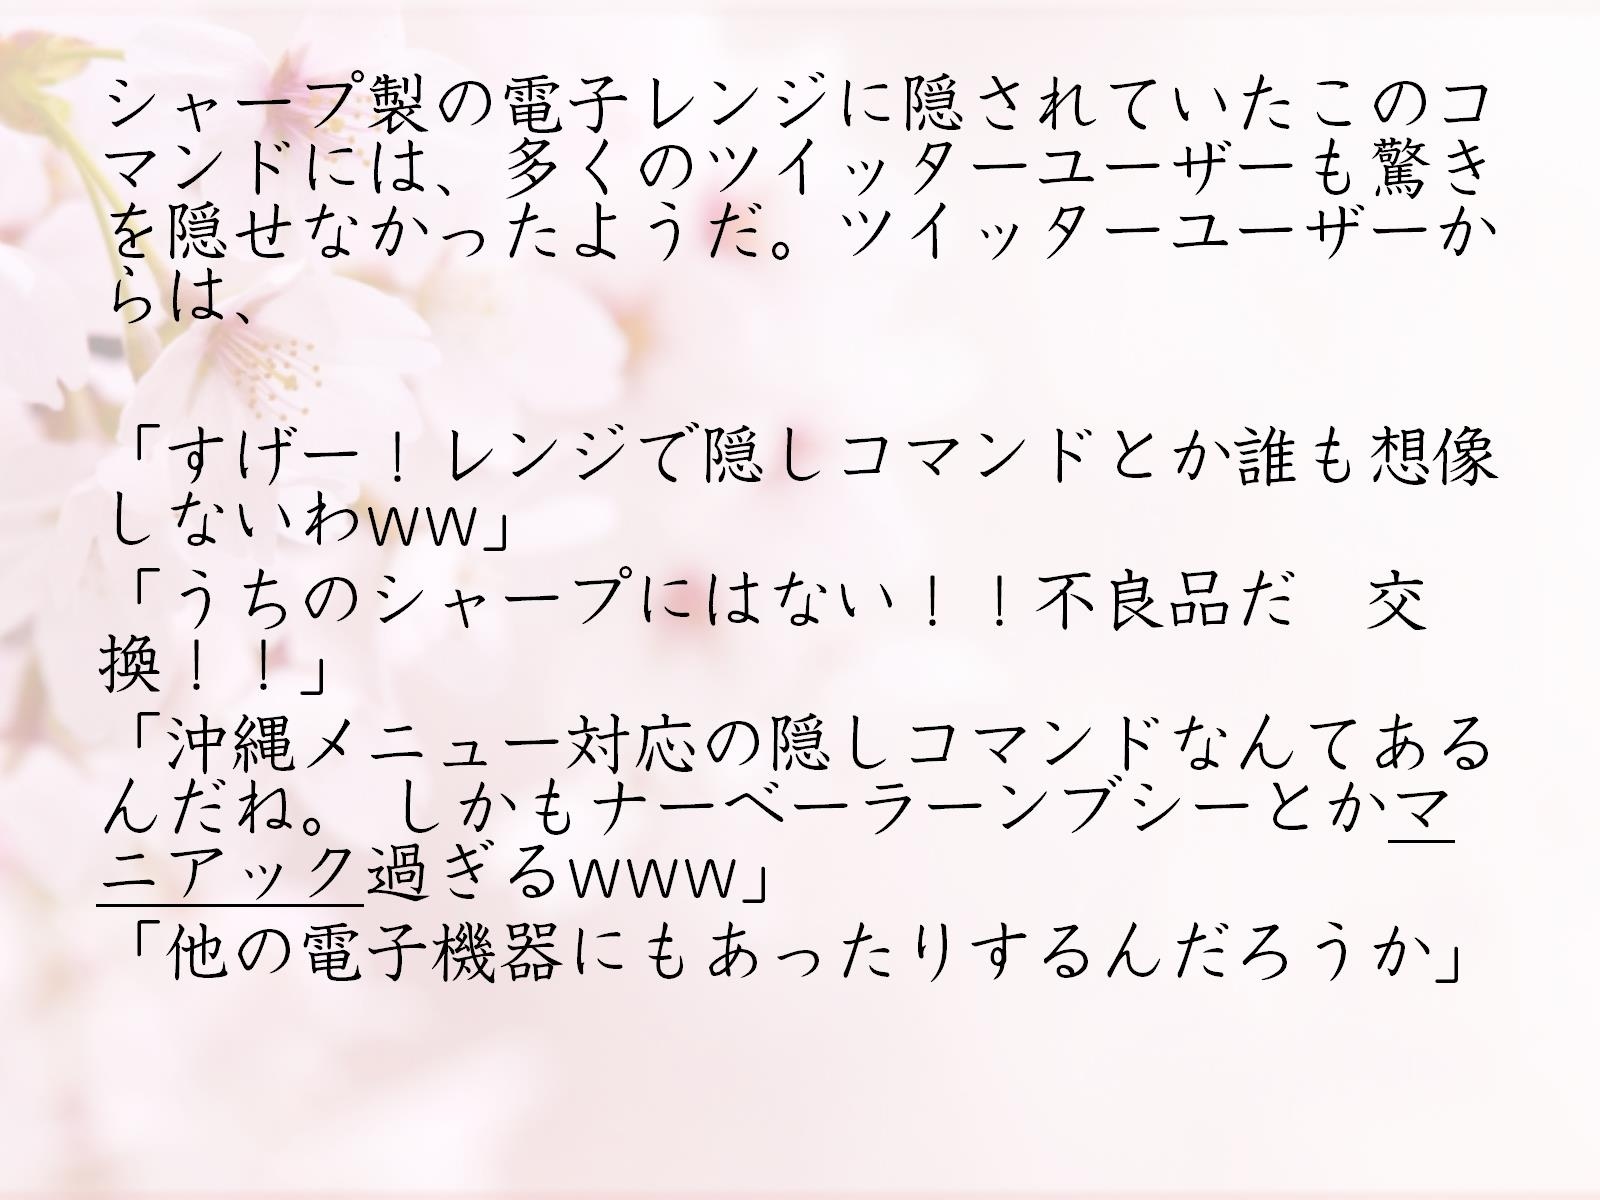 シャープ製の電子レンジに隠されていたこのコ
マンドには、多くのツイッターユーザーも驚き
を隠せなかったようだ。ツイッターユーザーか
らは、
「すげー！レンジで隠しコマンドとか誰も想像
しないわww」
「うちのシャープにはない！！不良品だ　交
換！！」
「沖縄メニュー対応の隠しコマンドなんてある
んだね。 しかもナーベーラーンブシーとかマ
ニアック過ぎるwww」
「他の電子機器にもあったりするんだろうか」